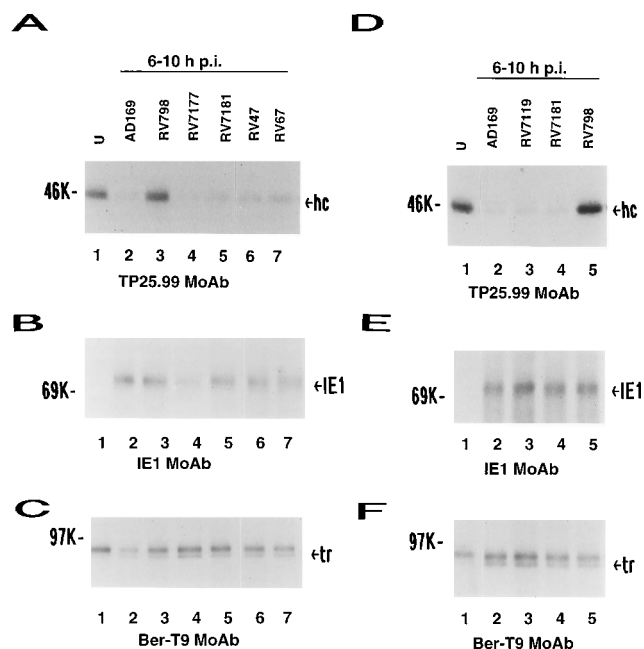 A
6-10 h p.i.
U AD169 RV798 RV7177 RV7181 RV47 RV67
46K-
←hc
1 2 3 4 5 6 7
TP25.99 MoAb
B
69K-
←IE1
1 2 3 4 5 6 7
IE1 MoAb
C
97K-
←tr
1 2 3 4 5 6 7
Ber-T9 MoAb
D
6-10 h p.i.
U AD169 RV7119 RV7181 RV798
46K-
←hc
1 2 3 4 5
TP25.99 MoAb
E
69K-
←IE1
1 2 3 4 5
IE1 MoAb
F
97K-
←tr
1 2 3 4 5
Ber-T9 MoAb